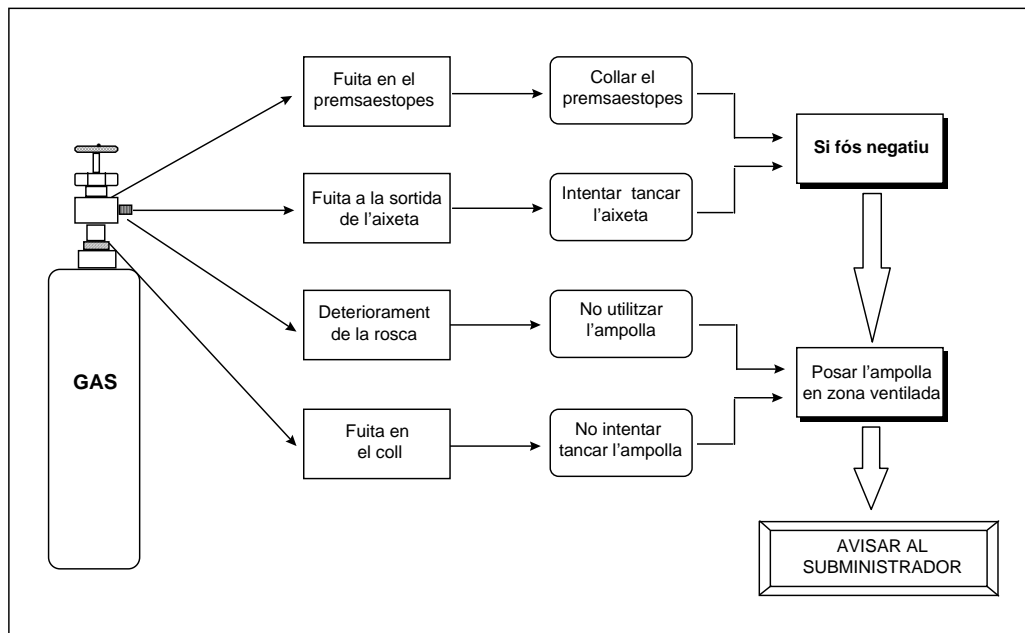 Fuita en el
premsaestopes
Collar el
premsaestopes
Si fós negatiu
Fuita a la sortida
de l’aixeta
Intentar tancar
l’aixeta
Deteriorament
de la rosca
No utilitzar
l’ampolla
Posar l’ampolla
en zona ventilada
GAS
Fuita en
el coll
No intentar
tancar l’ampolla
AVISAR AL
SUBMINISTRADOR